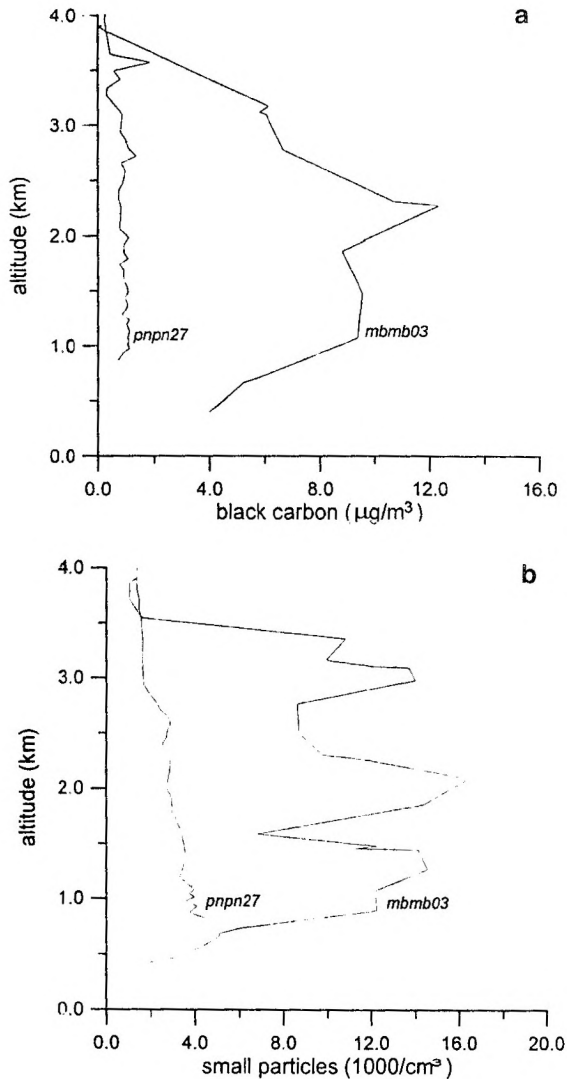 a
4.0
3.0
2.0
1.0
0.0
altitude (km)
pnpn27
mbmb03
0.0
4.0
8.0
12.0
16.0
black carbon (μg/m³)
b
4.0
3.0
2.0
1.0
0.0
altitude (km)
pnpn27
mbmb03
0.0
4.0
8.0
12.0
16.0
20.0
small particles (1000/cm³)